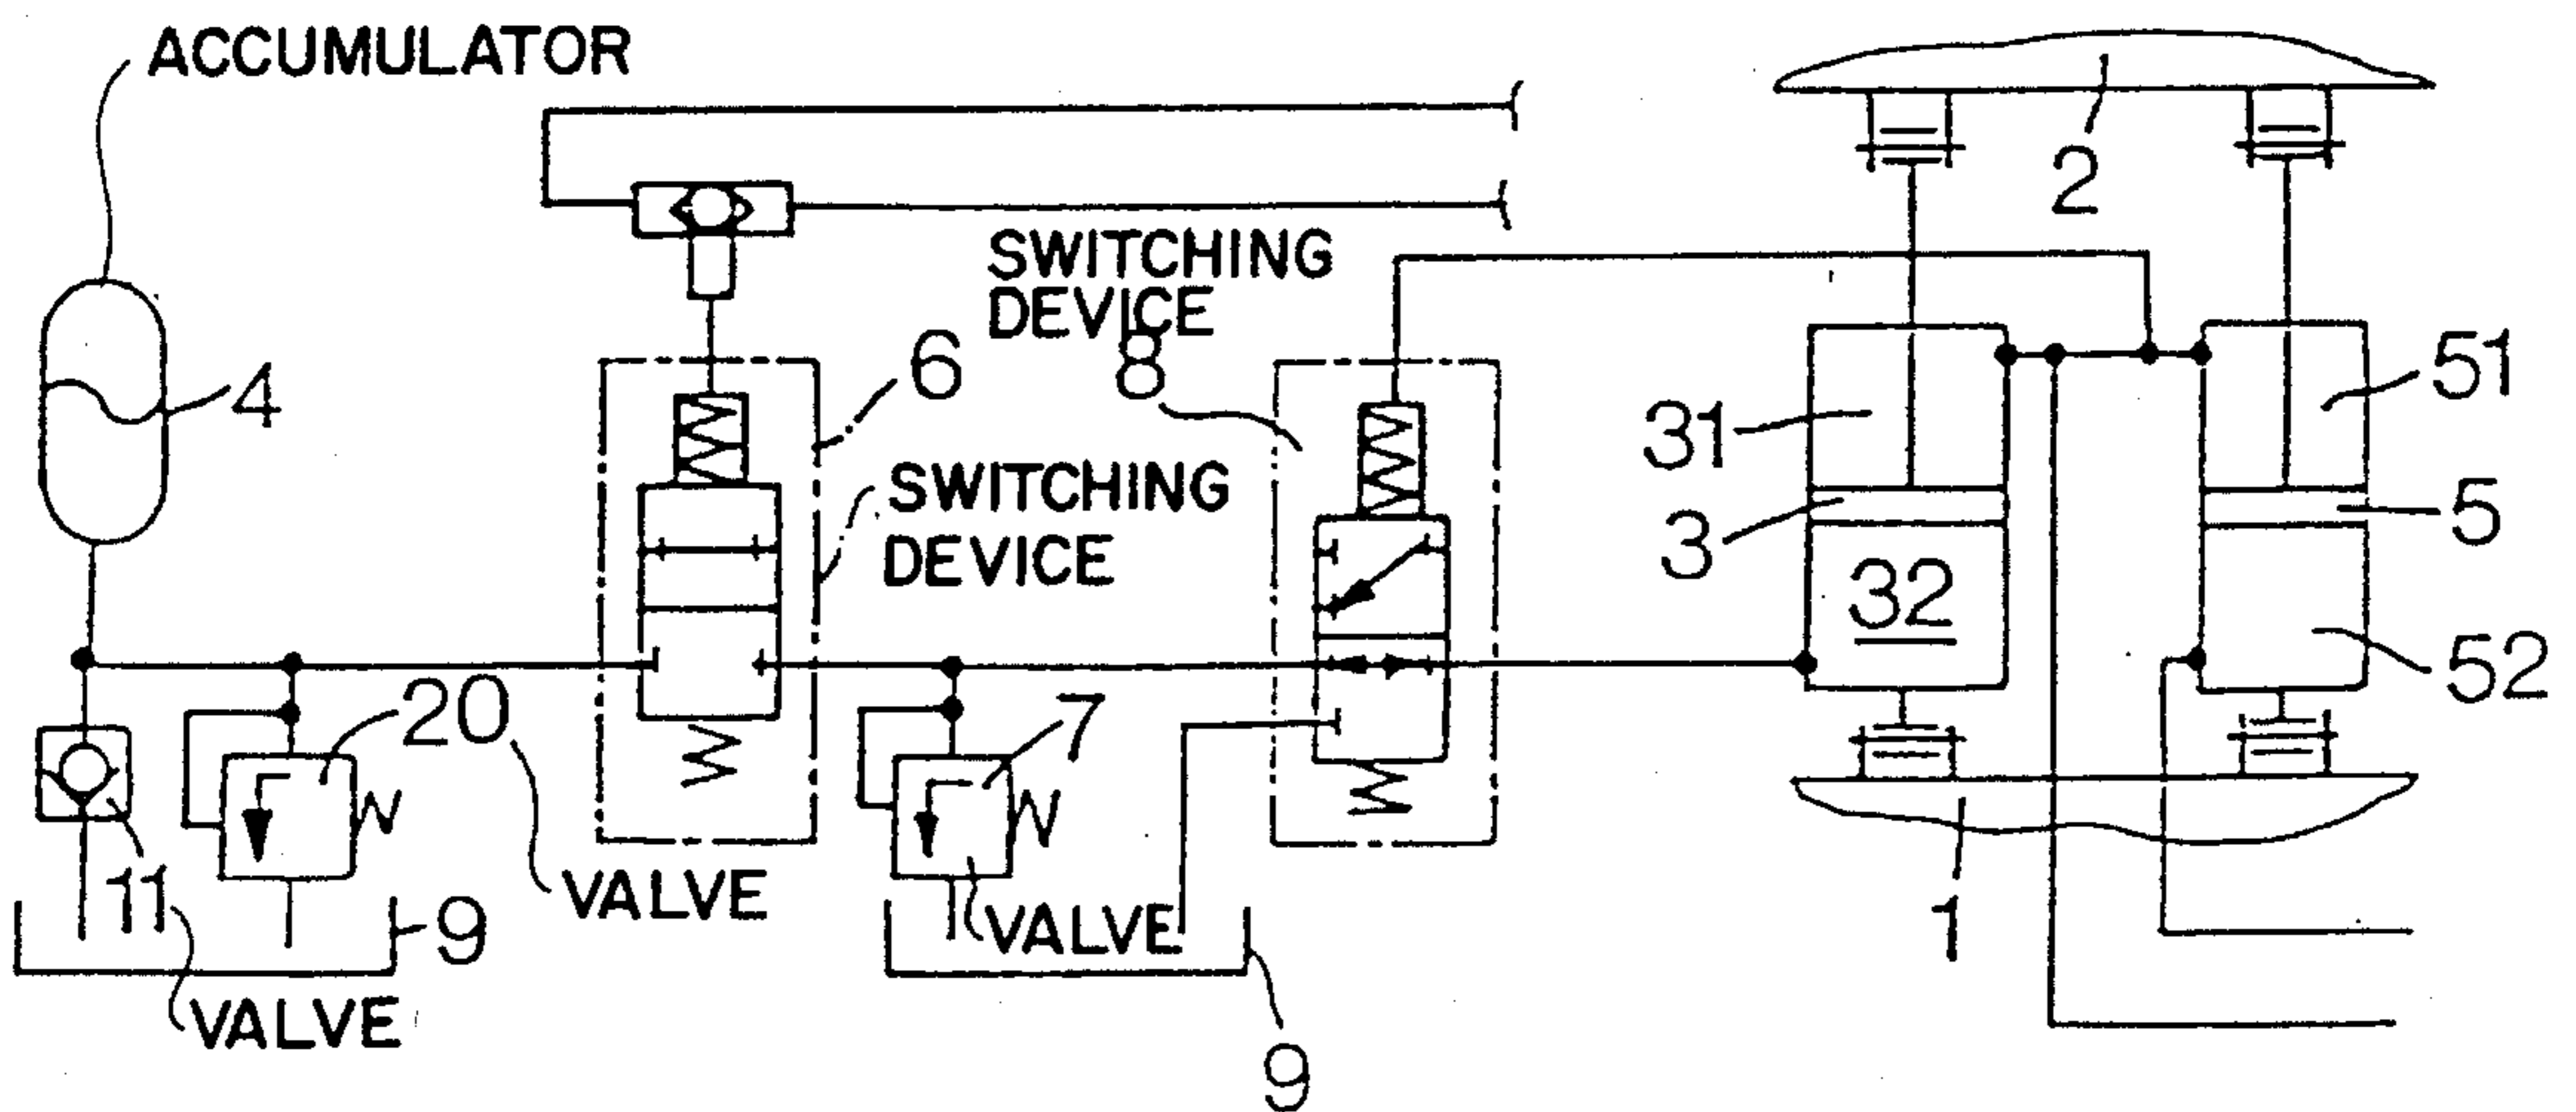 ACCUMULATOR
2
SWITCHING
DEVICE
6
8
4
51
31
SWITCHING
DEVICE
3
5
32
52
20
7
11
VALVE
9
VALVE
1
VALVE
9